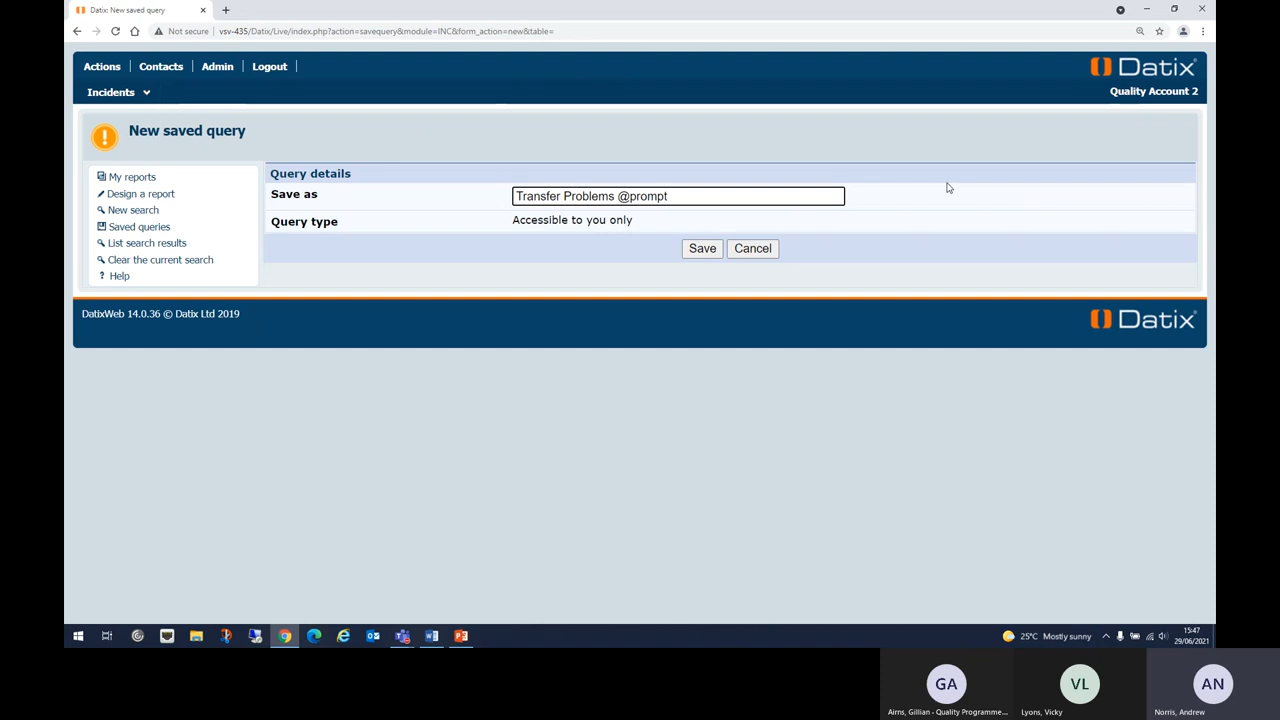 Datix: New saved query
Not secure
vsv-435/Datix/Live/index.php?action=savequery&module=INC&form_action=new&table=
Actions
Contacts
Admin
Logout
Datix
Incidents
Quality Account 2
New saved query
My reports
Design a report
New search
Saved queries
List search results
Clear the current search
? Help
Query details
Save as
Transfer Problems @prompt
Query type
Accessible to you only
Save
Cancel
DatixWeb 14.0.36 © Datix Ltd 2019
Datix
25°C Mostly sunny
15:47
29/06/2021
GA
VL
AN
Airns, Gillian - Quality Programme...
Lyons, Vicky
Norris, Andrew